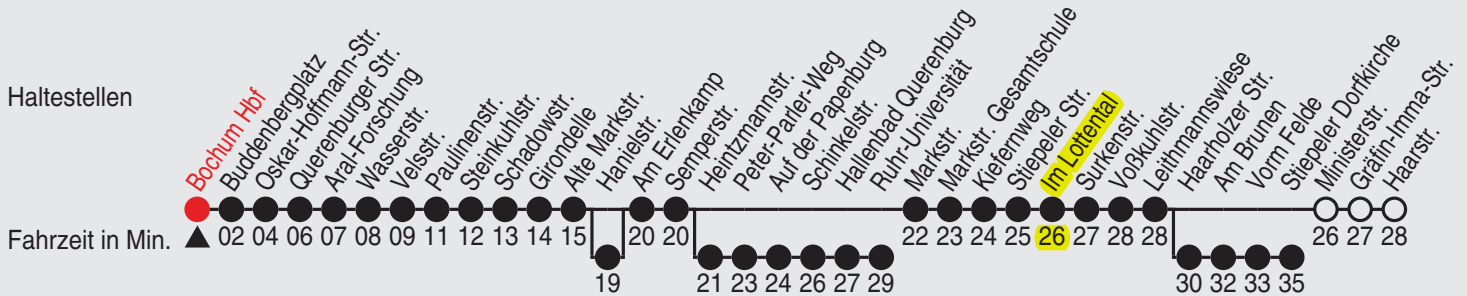 Haltestellen
Bochum Hbf
Buddenbergplatz
Oskar-Hoffmann-Str.
Querenburger Str.
Aral-Forschung
Wasserstr.
Velsstr.
Paulinenstr.
Steinkuhlstr.
Schadowstr.
Girondelle
Alte Markstr.
Hanielstr.
Am Erlenkamp
Semperstr.
Heintzmannstr.
Peter-Parler-Weg
Auf der Papenburg
Schinkelstr.
Hallenbad Querenburg
Ruhr-Universität
Markstr.
Markstr. Gesamtschule
Kiefernweg
Stiepeler Str.
Im Lottental
Surkenstr.
Voßkuhlstr.
Leithmannswiese
Haarholzer Str.
Am Brunen
Vorm Felde
Stiepeler Dorfkirche
Ministerstr.
Gräfin-Imma-Str.
Haarstr.
Fahrzeit in Min. ▲ 02 04 06 07 08 09 11 12 13 14 15 20 20 22 23 24 25 26 27 28 28 26 27 28
19 21 23 24 26 27 29 30 32 33 35